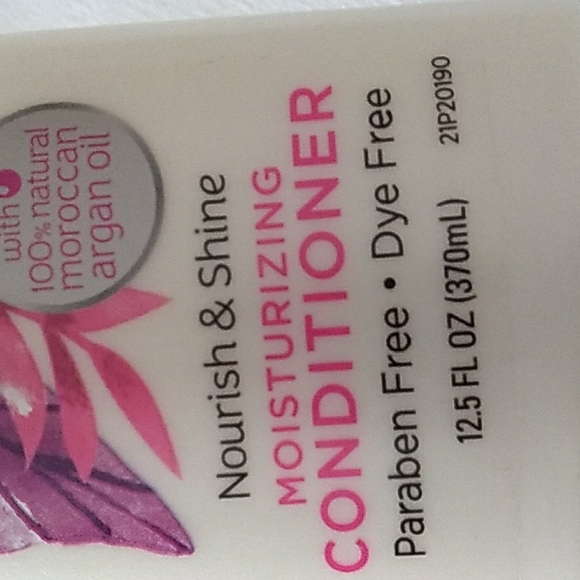 with
100% natural
moroccan
argan oil
Nourish & Shine
MOISTURIZING
CONDITIONER
Paraben Free • Dye Free
12.5 FL OZ (370mL) 21P20190